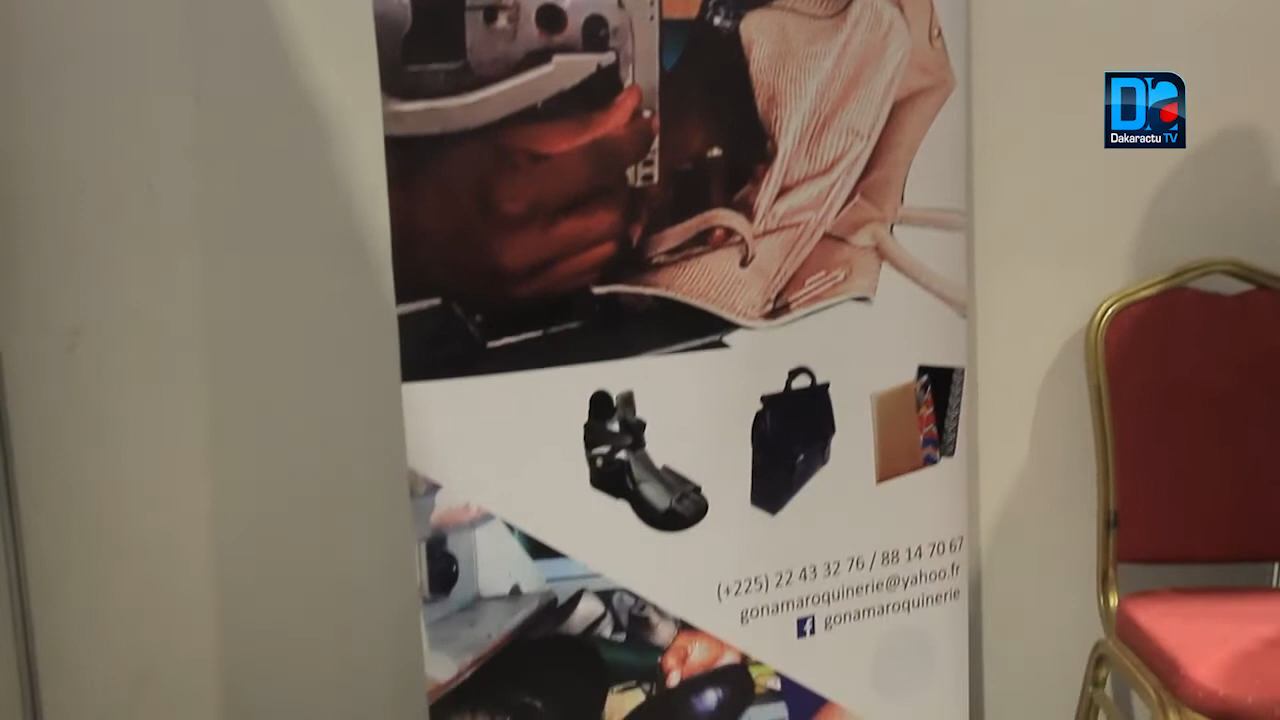 Dakaractu TV
(+225) 22 43 32 76 / 88 14 70 67
gonamaroquinerie@yahoo.fr
gonamaroquinerie